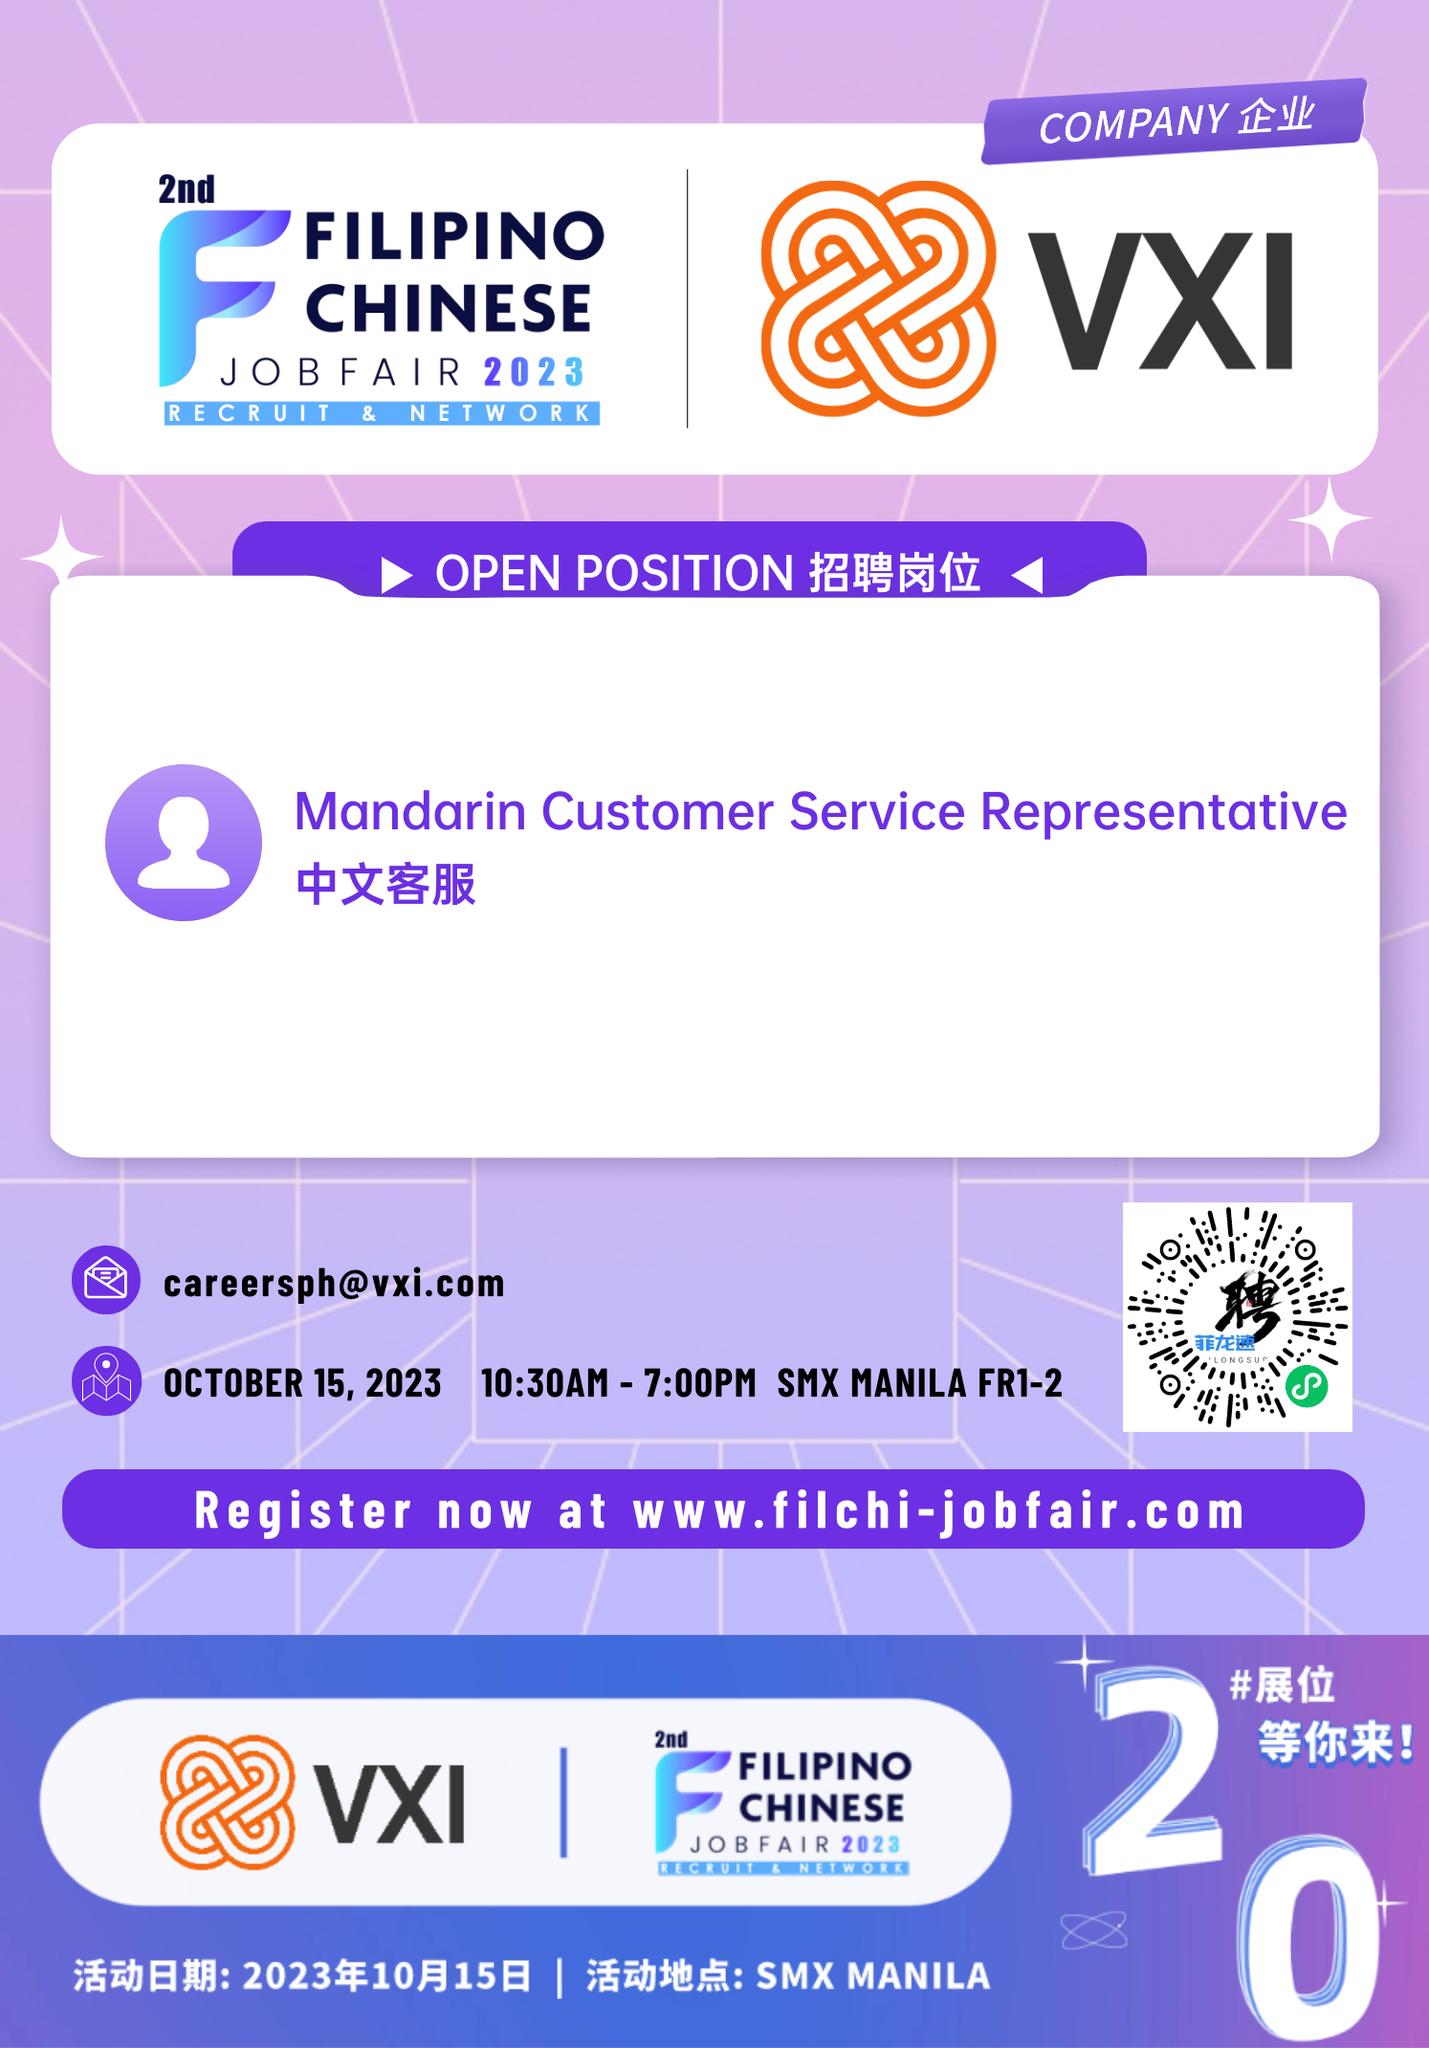 COMPANY 企业
2nd
FILIPINO
CHINESE
JOBFAIR 2023
RECRUIT & NETWORK
VXI
OPEN POSITION 招聘岗位
Mandarin Customer Service Representative
中文客服
careersph@vxi.com
OCTOBER 15, 2023 10:30AM - 7:00PM SMX MANILA FR1-2
聘
菲龙速
Register now at www.filchi-jobfair.com
VXI
2nd
FILIPINO
CHINESE
JOBFAIR 2023
RECRUIT & NETWORK
#展位
等你来!
20
活动日期: 2023年10月15日 | 活动地点: SMX MANILA